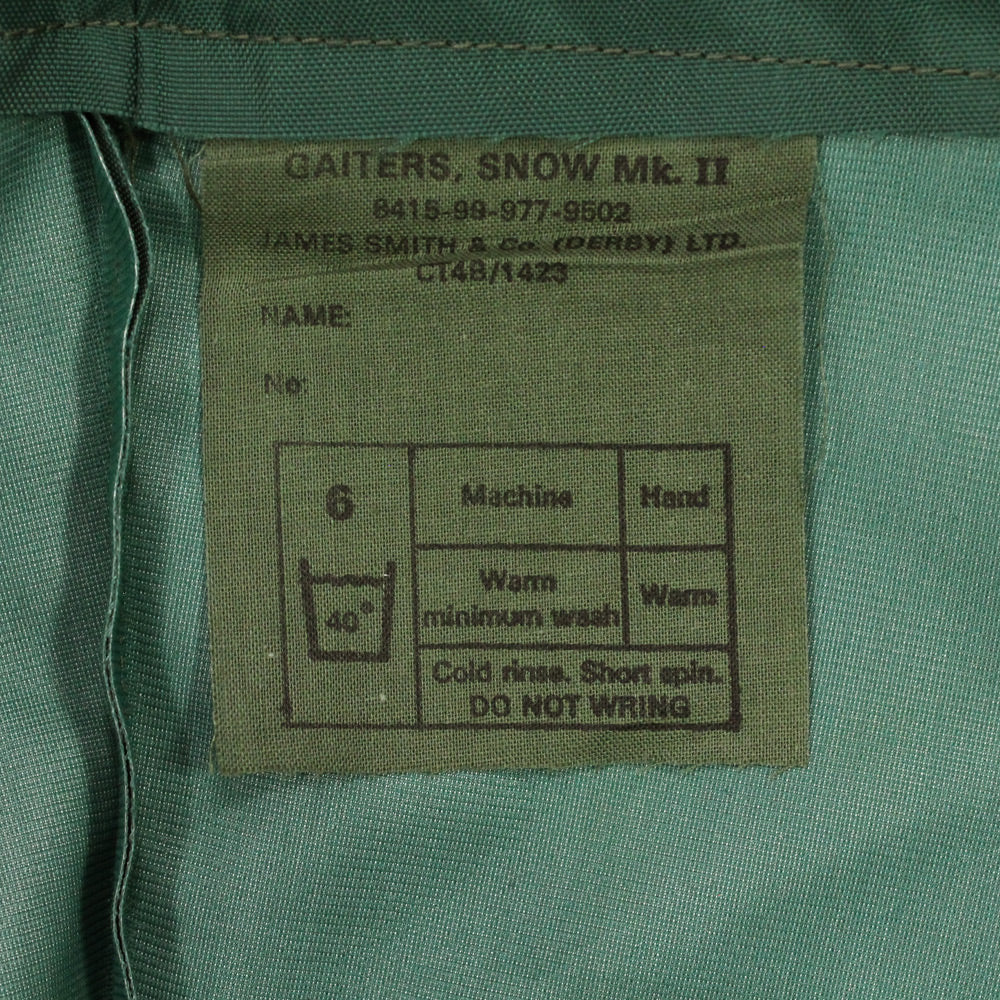 GAITERS, SNOW Mk. II
8415-99-977-9502
JAMES SMITH & Co. (DERBY) LTD.
CT4B/1423
NAME:
No:
6
Machine
Hand
40°
Warm
minimum wash
Warm
Cold rinse. Short spin.
DO NOT WRING